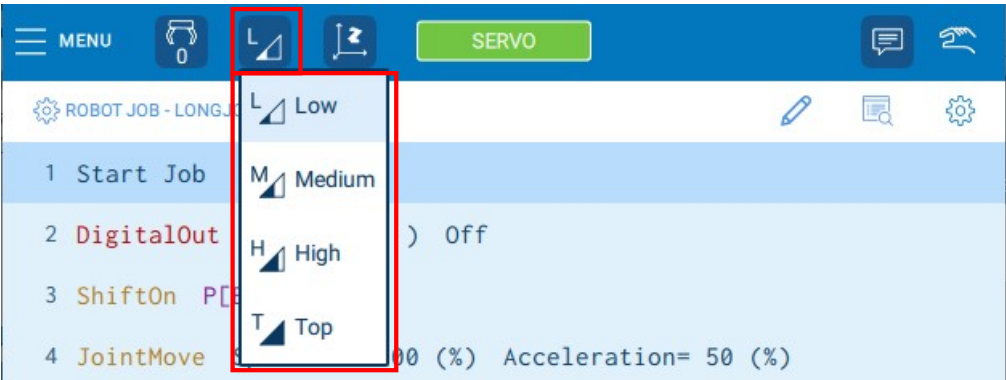 MENU
0
L
SERVO
ROBOT JOB - LONGJ
L Low
M Medium
H High
T Top
1 Start Job
2 DigitalOut ) Off
3 ShiftOn P[
4 JointMove 00 (%) Acceleration= 50 (%)